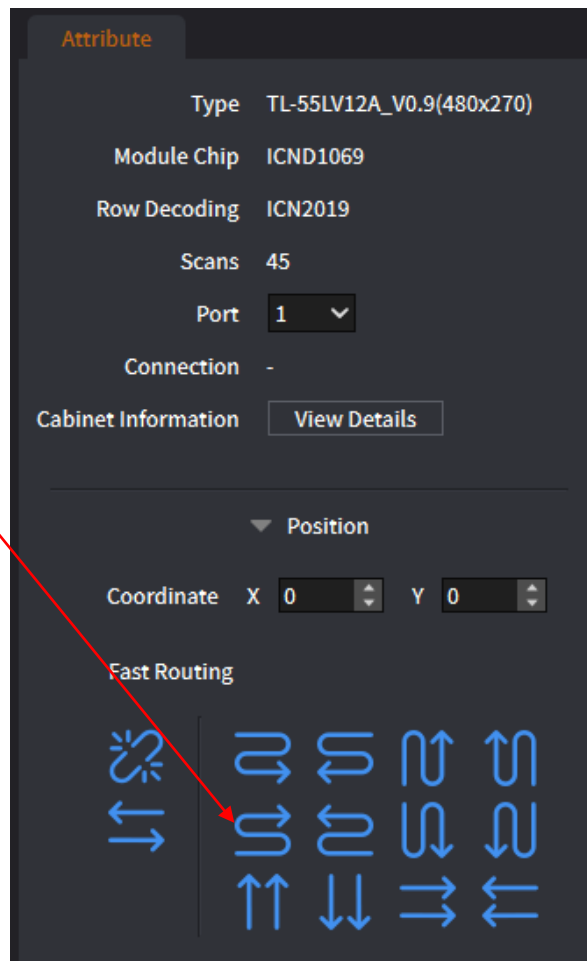 Attribute
Type TL-55LV12A_V0.9(480x270)
Module Chip ICND1069
Row Decoding ICN2019
Scans 45
Port 1
Connection -
Cabinet Information View Details
Position
Coordinate X 0 Y 0
Fast Routing